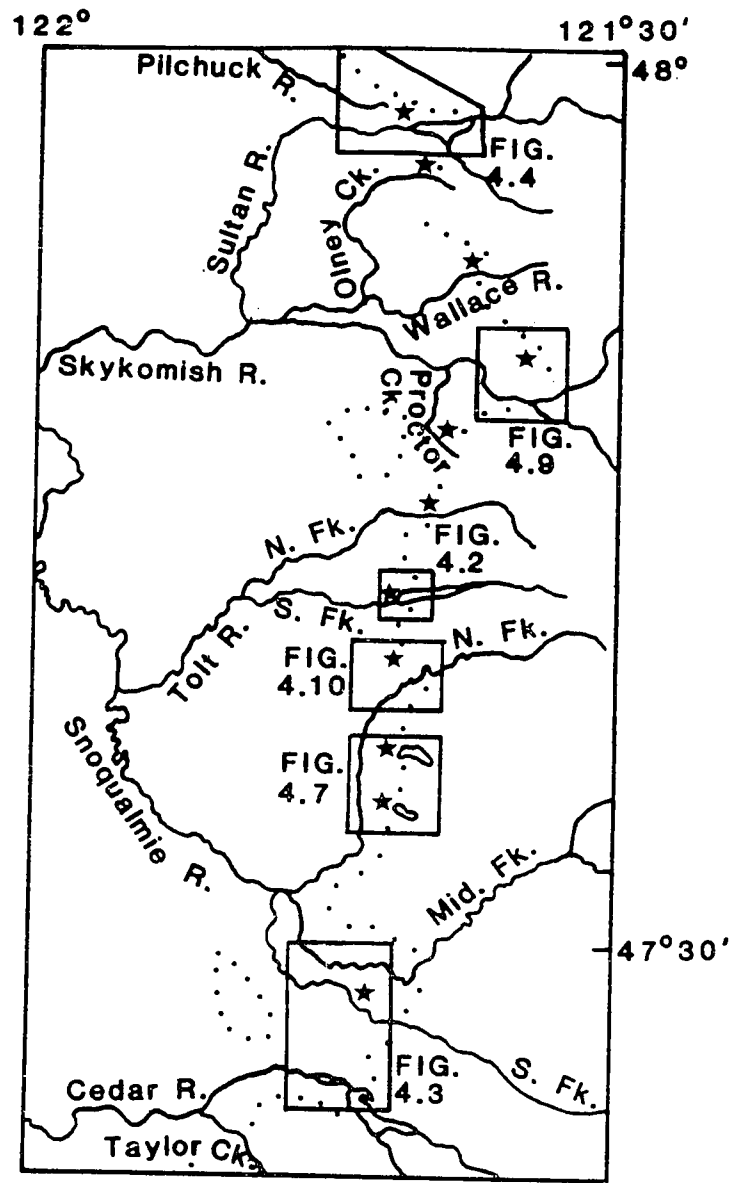 122°
121°30'
Pilchuck R.
48°
FIG.
4.4
Sultan R.
Olney Ck.
Wallace R.
Skykomish R.
Proctor
Ck.
FIG.
4.9
N. Fk.
FIG.
4.2
S. Fk.
Tolt R.
N. Fk.
FIG.
4.10
Snoqualmie R.
FIG.
4.7
Mid. Fk.
47°30'
S. Fk.
FIG.
4.3
Cedar R.
Taylor Ck.